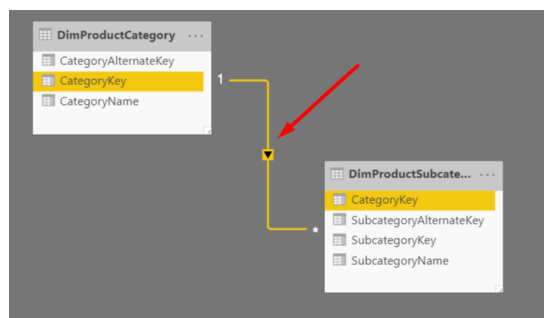 DimProductCategory ...
CategoryAlternateKey
CategoryKey
CategoryName
1
DimProductSubcate... ...
CategoryKey
SubcategoryAlternateKey
SubcategoryKey
SubcategoryName
*